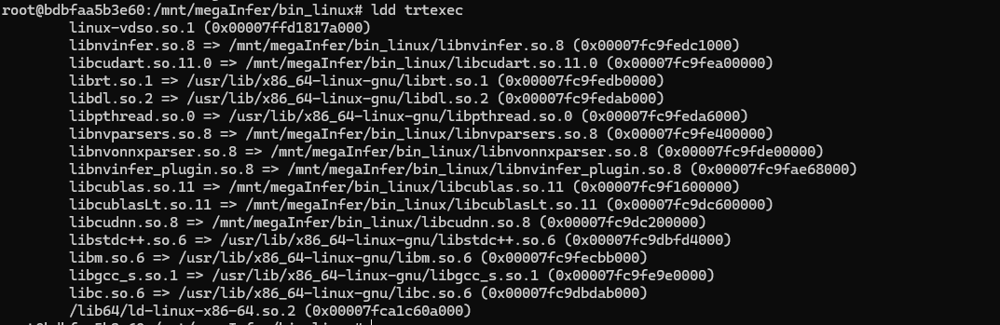 root@bdbfaa5b3e60:/mnt/megaInfer/bin_linux# ldd trtexec
linux-vdso.so.1 (0x00007ffd1817a000)
libnvinfer.so.8 => /mnt/megaInfer/bin_linux/libnvinfer.so.8 (0x00007fc9fedc1000)
libcudart.so.11.0 => /mnt/megaInfer/bin_linux/libcudart.so.11.0 (0x00007fc9fea00000)
librt.so.1 => /usr/lib/x86_64-linux-gnu/librt.so.1 (0x00007fc9fedb0000)
libdl.so.2 => /usr/lib/x86_64-linux-gnu/libdl.so.2 (0x00007fc9fedab000)
libpthread.so.0 => /usr/lib/x86_64-linux-gnu/libpthread.so.0 (0x00007fc9feda6000)
libnvparsers.so.8 => /mnt/megaInfer/bin_linux/libnvparsers.so.8 (0x00007fc9fe400000)
libnvonnxparser.so.8 => /mnt/megaInfer/bin_linux/libnvonnxparser.so.8 (0x00007fc9fde00000)
libnvinfer_plugin.so.8 => /mnt/megaInfer/bin_linux/libnvinfer_plugin.so.8 (0x00007fc9fae68000)
libcublas.so.11 => /mnt/megaInfer/bin_linux/libcublas.so.11 (0x00007fc9f1600000)
libcublasLt.so.11 => /mnt/megaInfer/bin_linux/libcublasLt.so.11 (0x00007fc9dc600000)
libcudnn.so.8 => /mnt/megaInfer/bin_linux/libcudnn.so.8 (0x00007fc9dc200000)
libstdc++.so.6 => /usr/lib/x86_64-linux-gnu/libstdc++.so.6 (0x00007fc9dbfd4000)
libm.so.6 => /usr/lib/x86_64-linux-gnu/libm.so.6 (0x00007fc9fecbb000)
libgcc_s.so.1 => /usr/lib/x86_64-linux-gnu/libgcc_s.so.1 (0x00007fc9fe9e0000)
libc.so.6 => /usr/lib/x86_64-linux-gnu/libc.so.6 (0x00007fc9dbdab000)
/lib64/ld-linux-x86-64.so.2 (0x00007fca1c60a000)
root@bdbfaa5b3e60:/mnt/megaInfer/bin_linux#